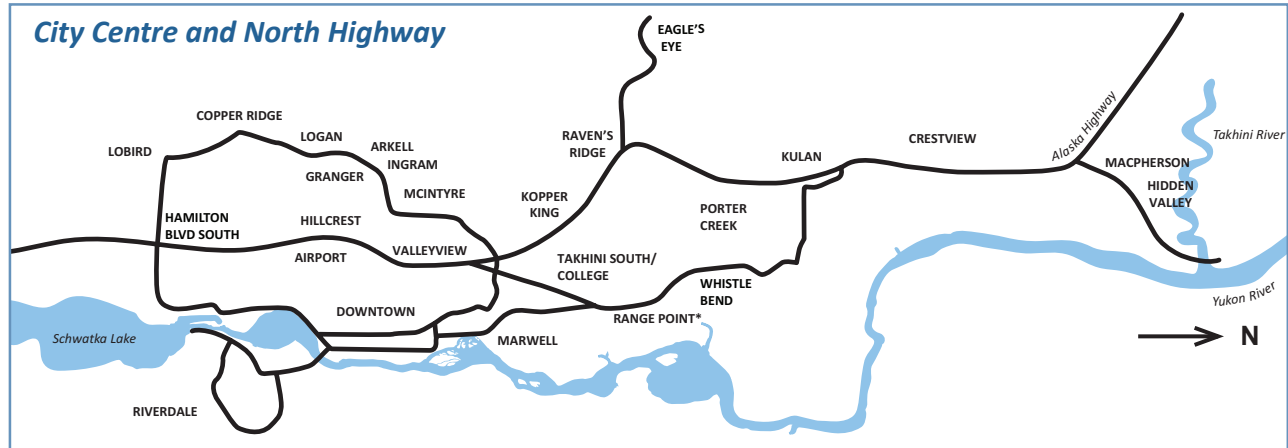 City Centre and North Highway
EAGLE'S
EYE
COPPER RIDGE
LOGAN
LOBIRD
ARKELL
INGRAM
GRANGER
MCINTYRE
RAVEN'S
RIDGE
KULAN
CRESTVIEW
Alaska Highway
Takhini River
MACPHERSON
HIDDEN
VALLEY
KOPPER
KING
PORTER
CREEK
HAMILTON
BLVD SOUTH
HILLCREST
AIRPORT
VALLEYVIEW
TAKHINI SOUTH/
COLLEGE
WHISTLE
BEND
Yukon River
DOWNTOWN
RANGE POINT*
MARWELL
Schwatka Lake
N
RIVERDALE